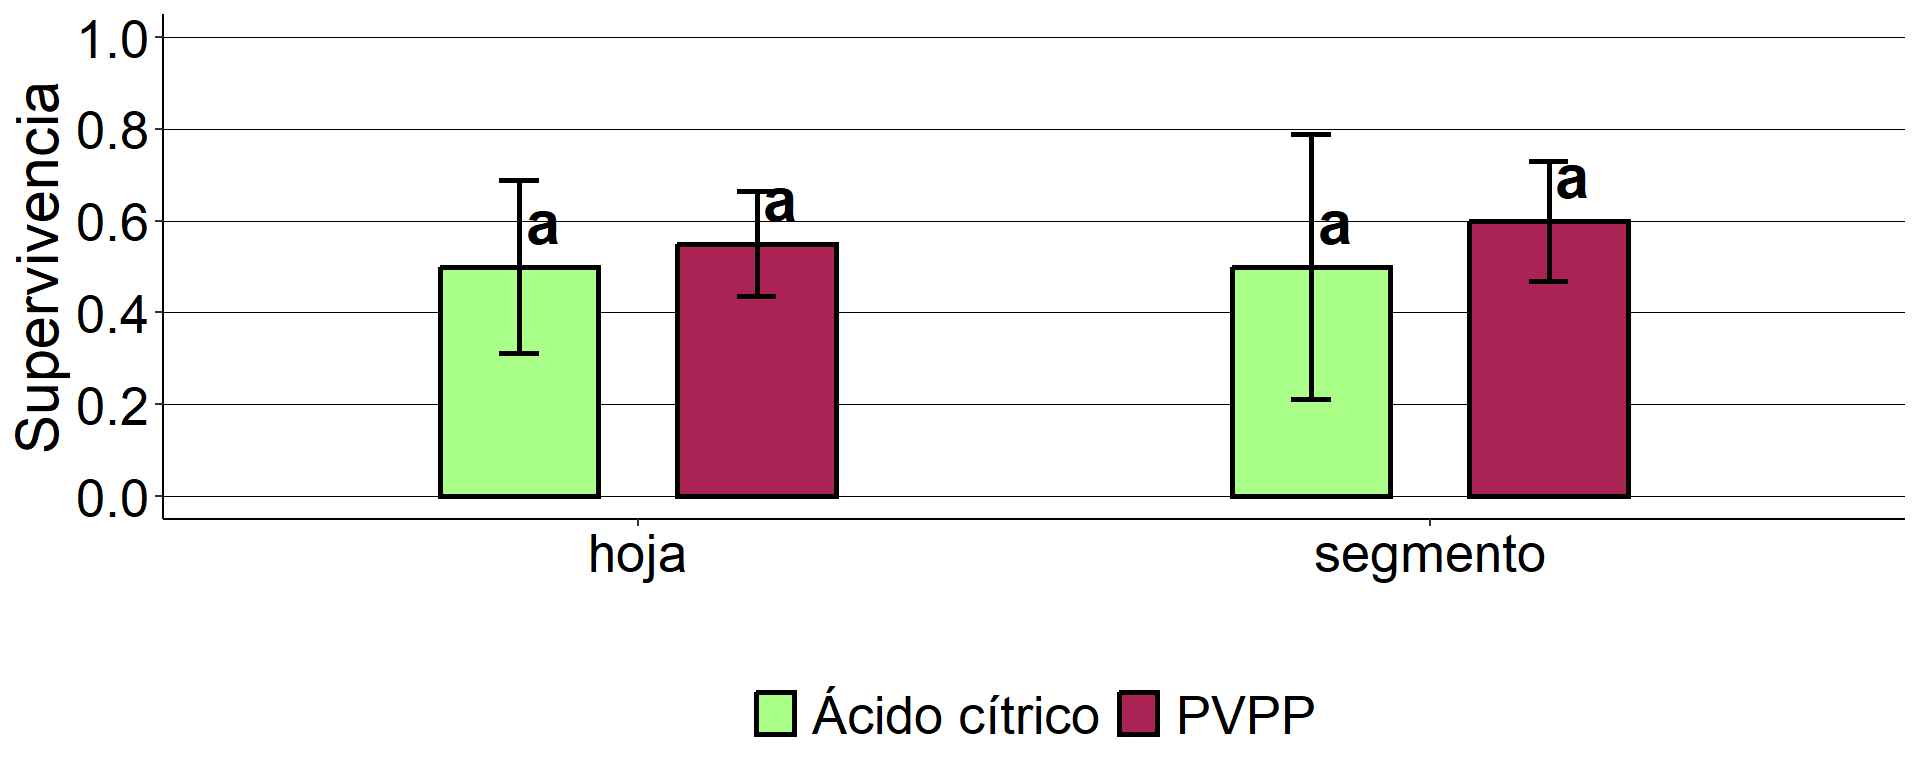 Supervivencia
1.0
0.8
0.6
0.4
0.2
0.0
a
a
a
a
hoja
segmento
Ácido cítrico
PVPP